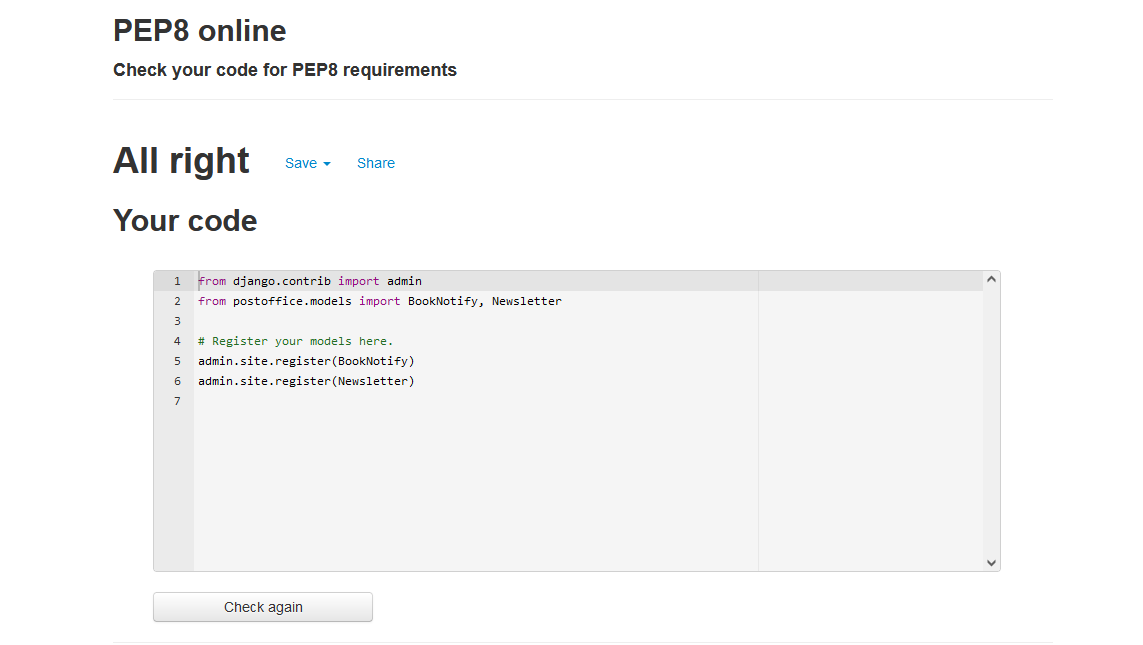 PEP8 online
Check your code for PEP8 requirements
All right Save Share
Your code
1 from django.contrib import admin
2 from postoffice.models import BookNotify, Newsletter
3
4 # Register your models here.
5 admin.site.register(BookNotify)
6 admin.site.register(Newsletter)
7
Check again